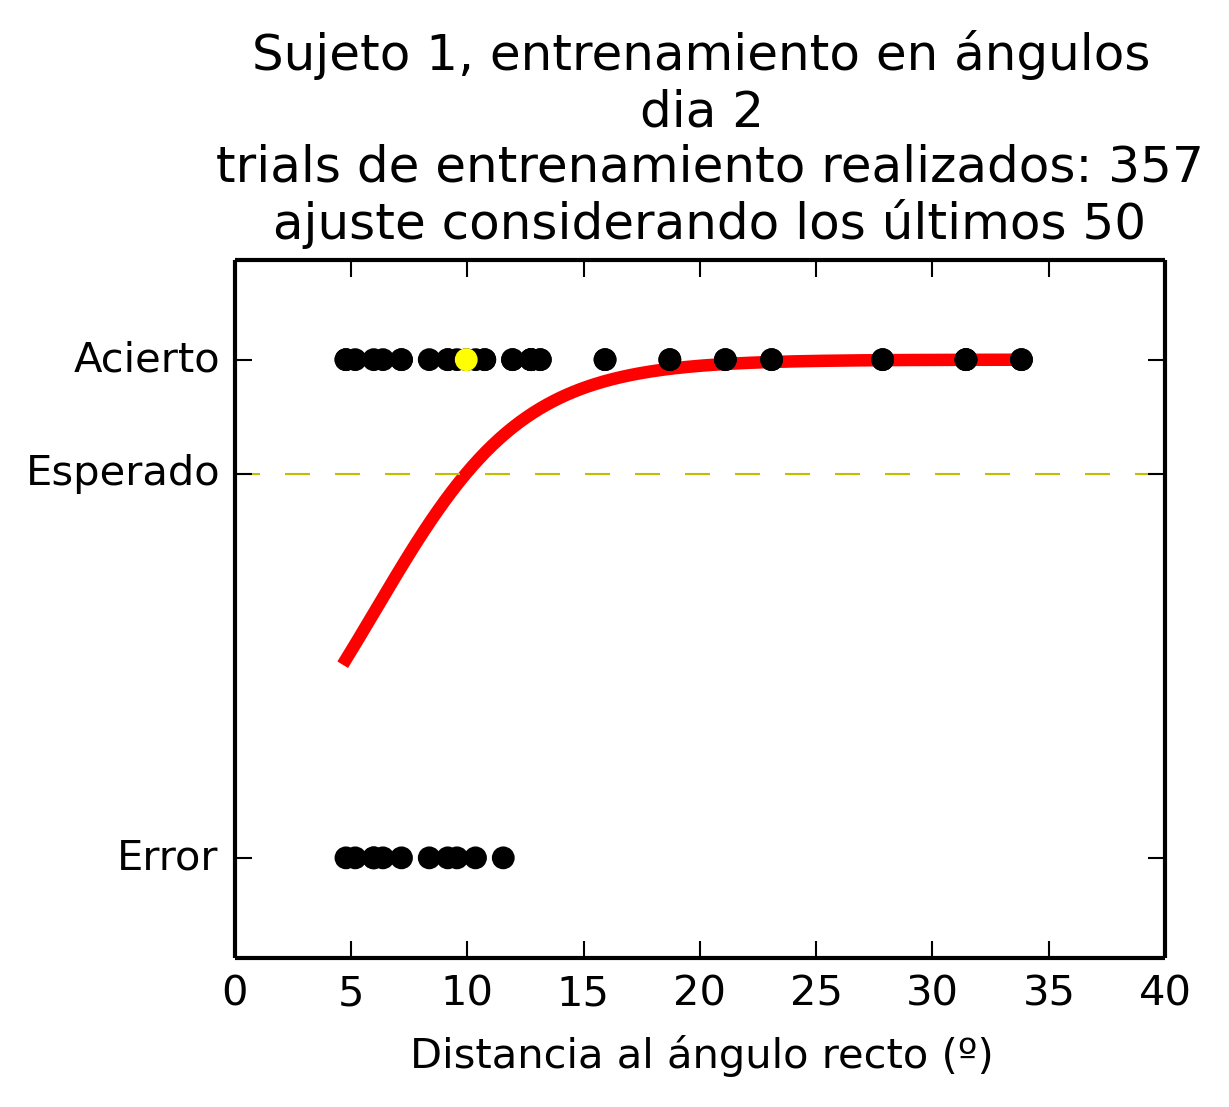 Sujeto 1, entrenamiento en ángulos
dia 2
trials de entrenamiento realizados: 357
ajuste considerando los últimos 50
Acierto
Esperado
Error
0 5 10 15 20 25 30 35 40
Distancia al ángulo recto (º)